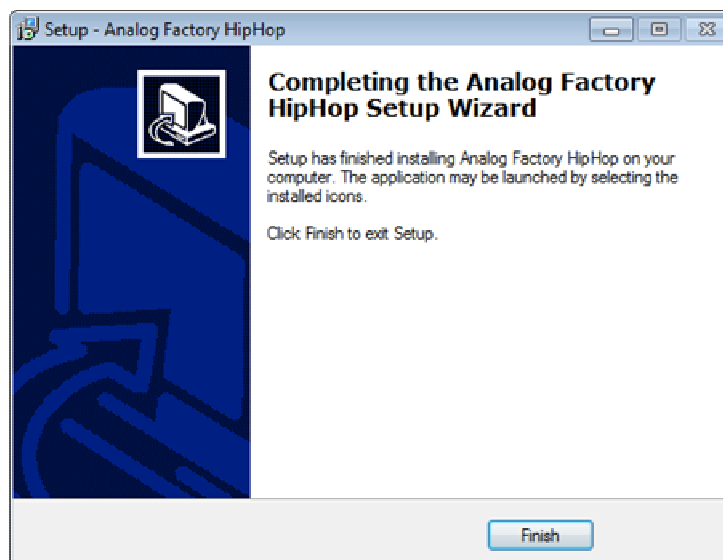 Setup - Analog Factory HipHop
Completing the Analog Factory
HipHop Setup Wizard
Setup has finished installing Analog Factory HipHop on your
computer. The application may be launched by selecting the
installed icons.
Click Finish to exit Setup.
Finish